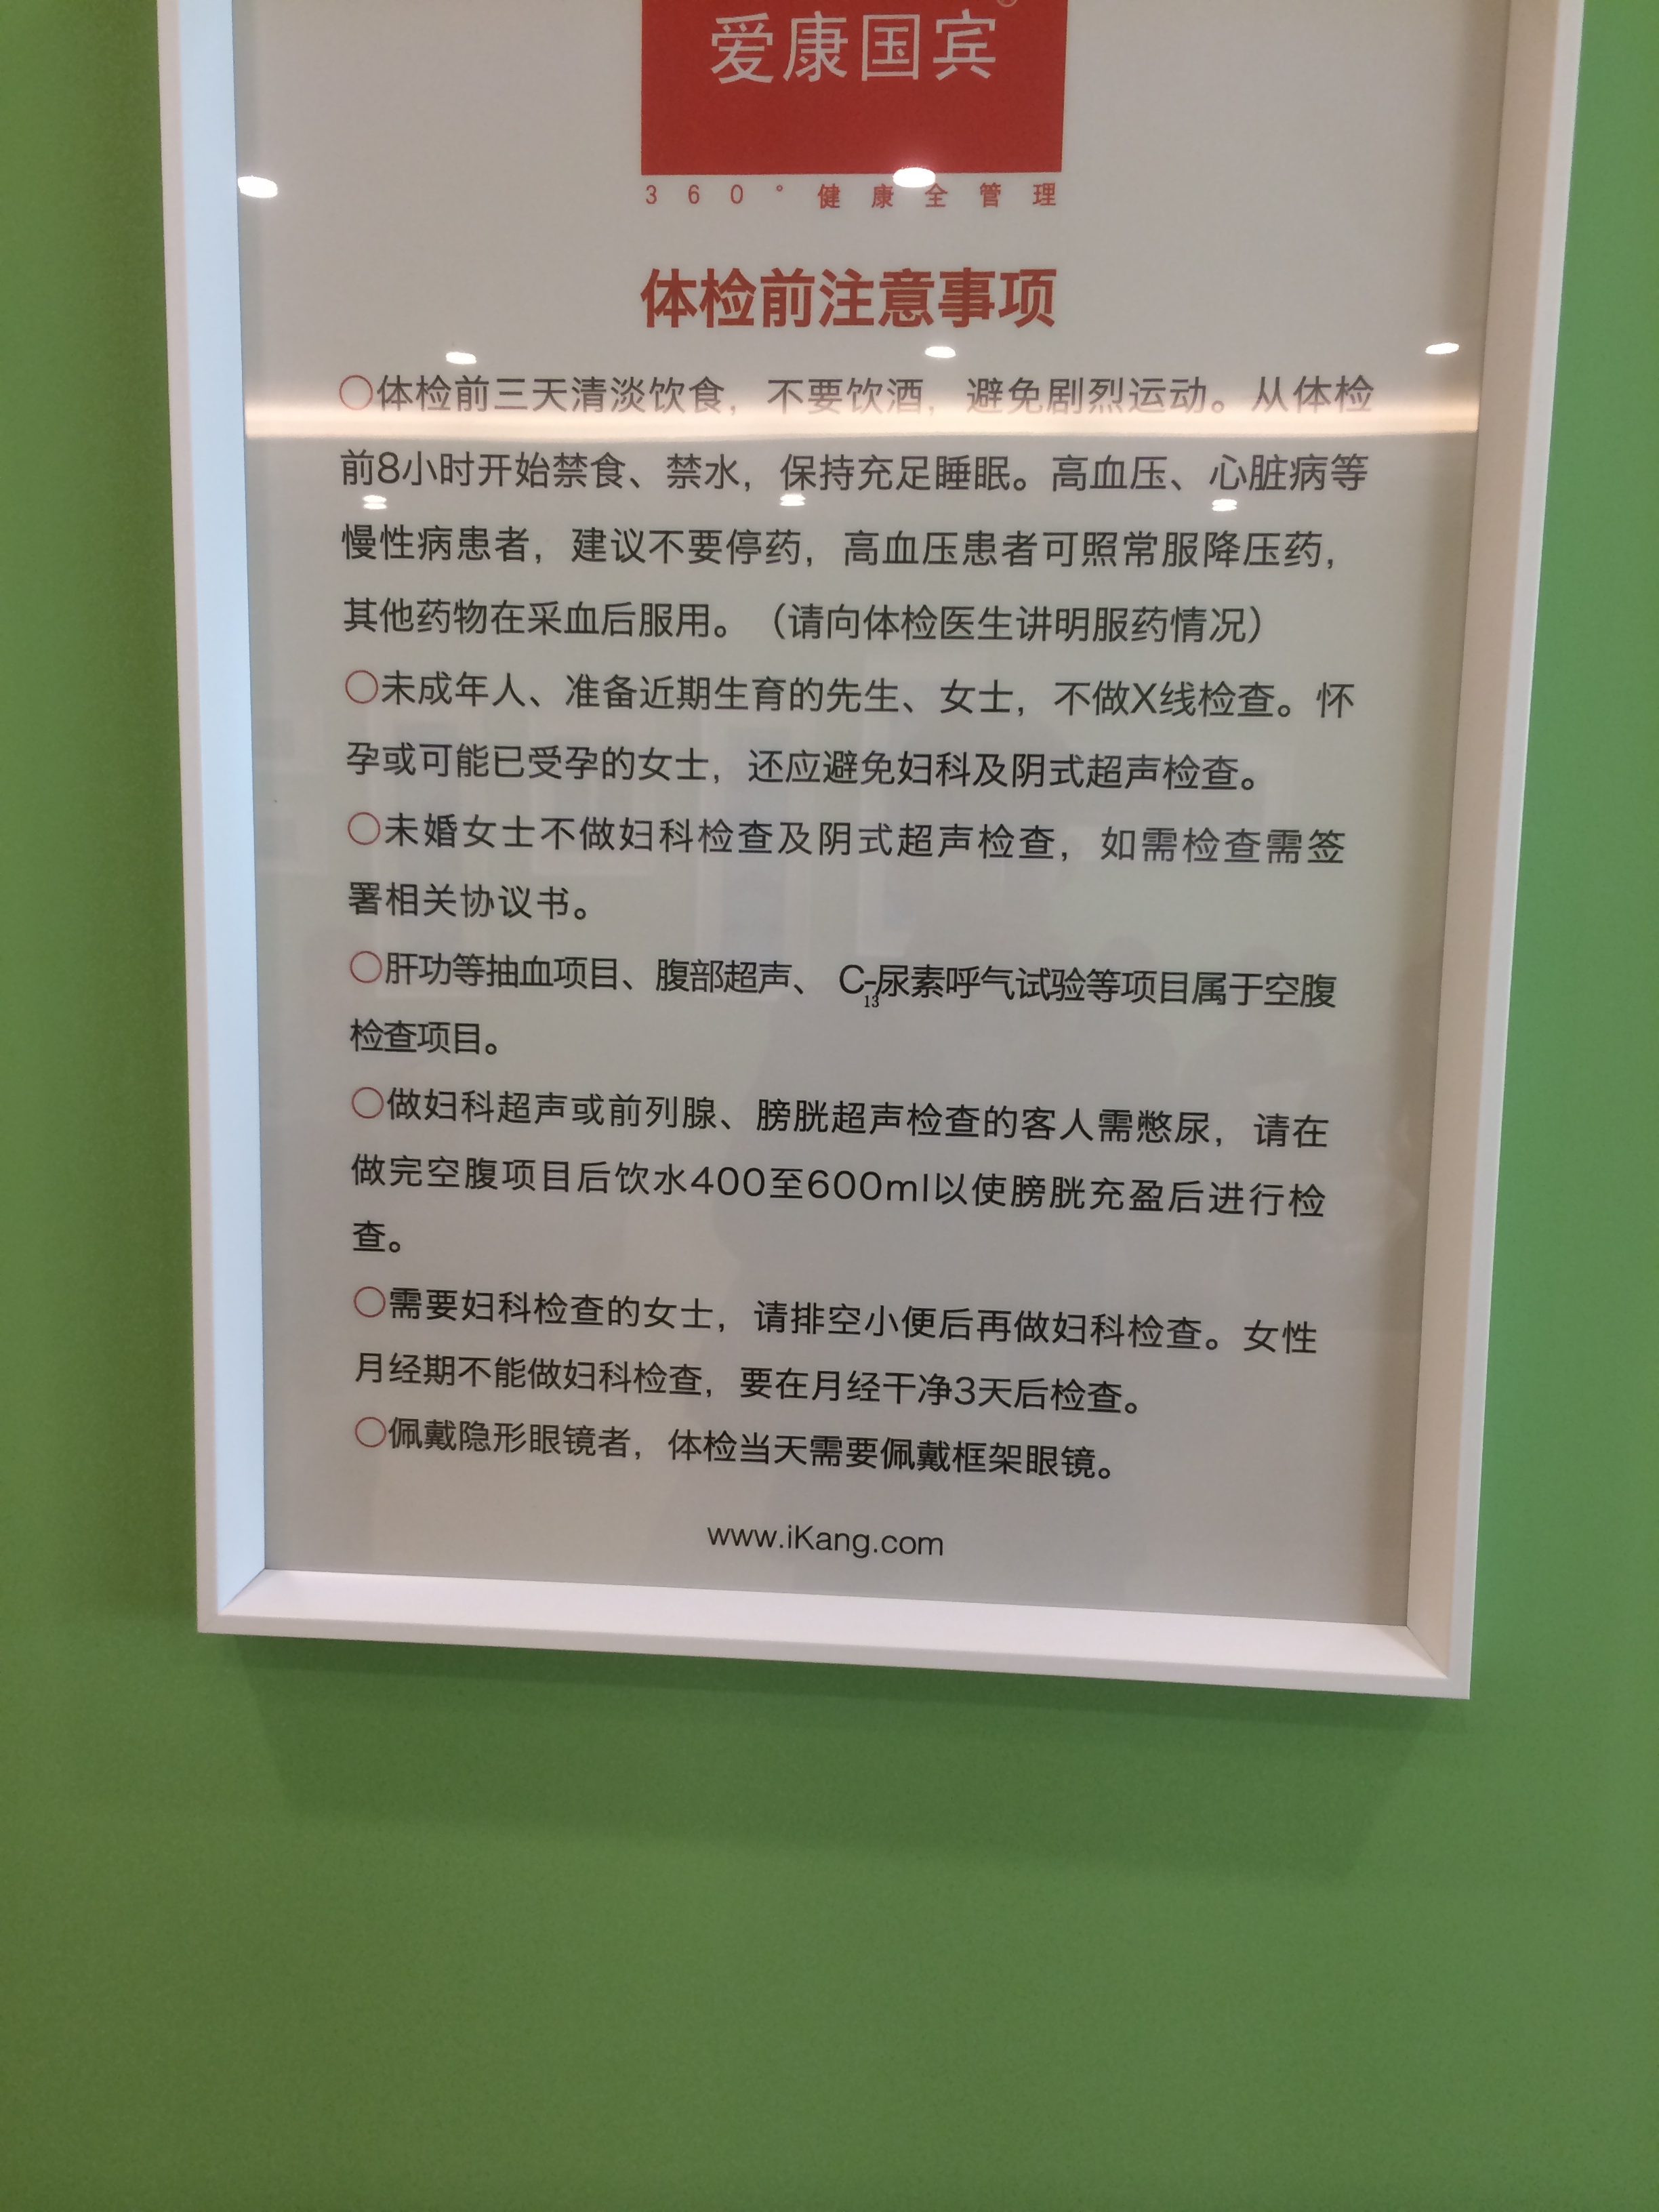 爱康国宾
360°健康全管理
体检前注意事项
○体检前三天清淡饮食，不要饮酒，避免剧烈运动。从体检
前8小时开始禁食、禁水，保持充足睡眠。高血压、心脏病等
慢性病患者，建议不要停药，高血压患者可照常服降压药，
其他药物在采血后服用。（请向体检医生讲明服药情况）
○未成年人、准备近期生育的先生、女士，不做X线检查。怀
孕或可能已受孕的女士，还应避免妇科及阴式超声检查。
○未婚女士不做妇科检查及阴式超声检查，如需检查需签
署相关协议书。
○肝功等抽血项目、腹部超声、 C₁₃-尿素呼气试验等项目属于空腹
检查项目。
○做妇科超声或前列腺、膀胱超声检查的客人需憋尿，请在
做完空腹项目后饮水400至600ml以使膀胱充盈后进行检
查。
○需要妇科检查的女士，请排空小便后再做妇科检查。女性
月经期不能做妇科检查，要在月经干净3天后检查。
○佩戴隐形眼镜者，体检当天需要佩戴框架眼镜。
www.iKang.com